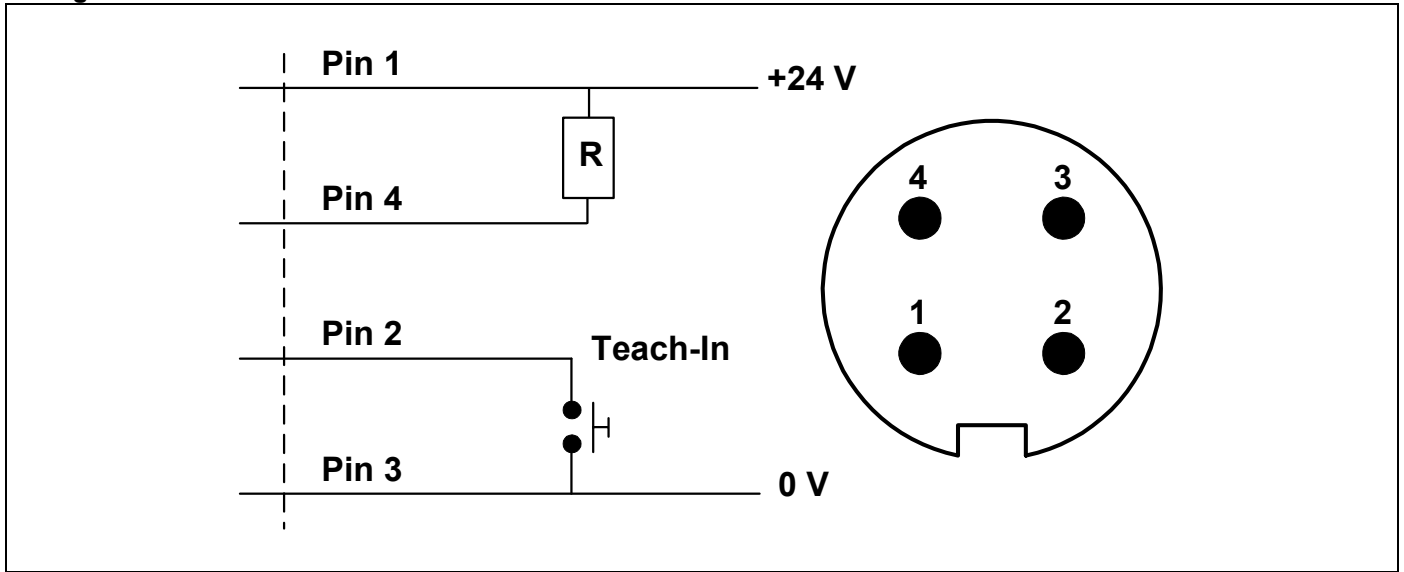 Pin 1
+24 V
R
Pin 4
Pin 2
Teach-In
Pin 3
0 V
4 3
1 2